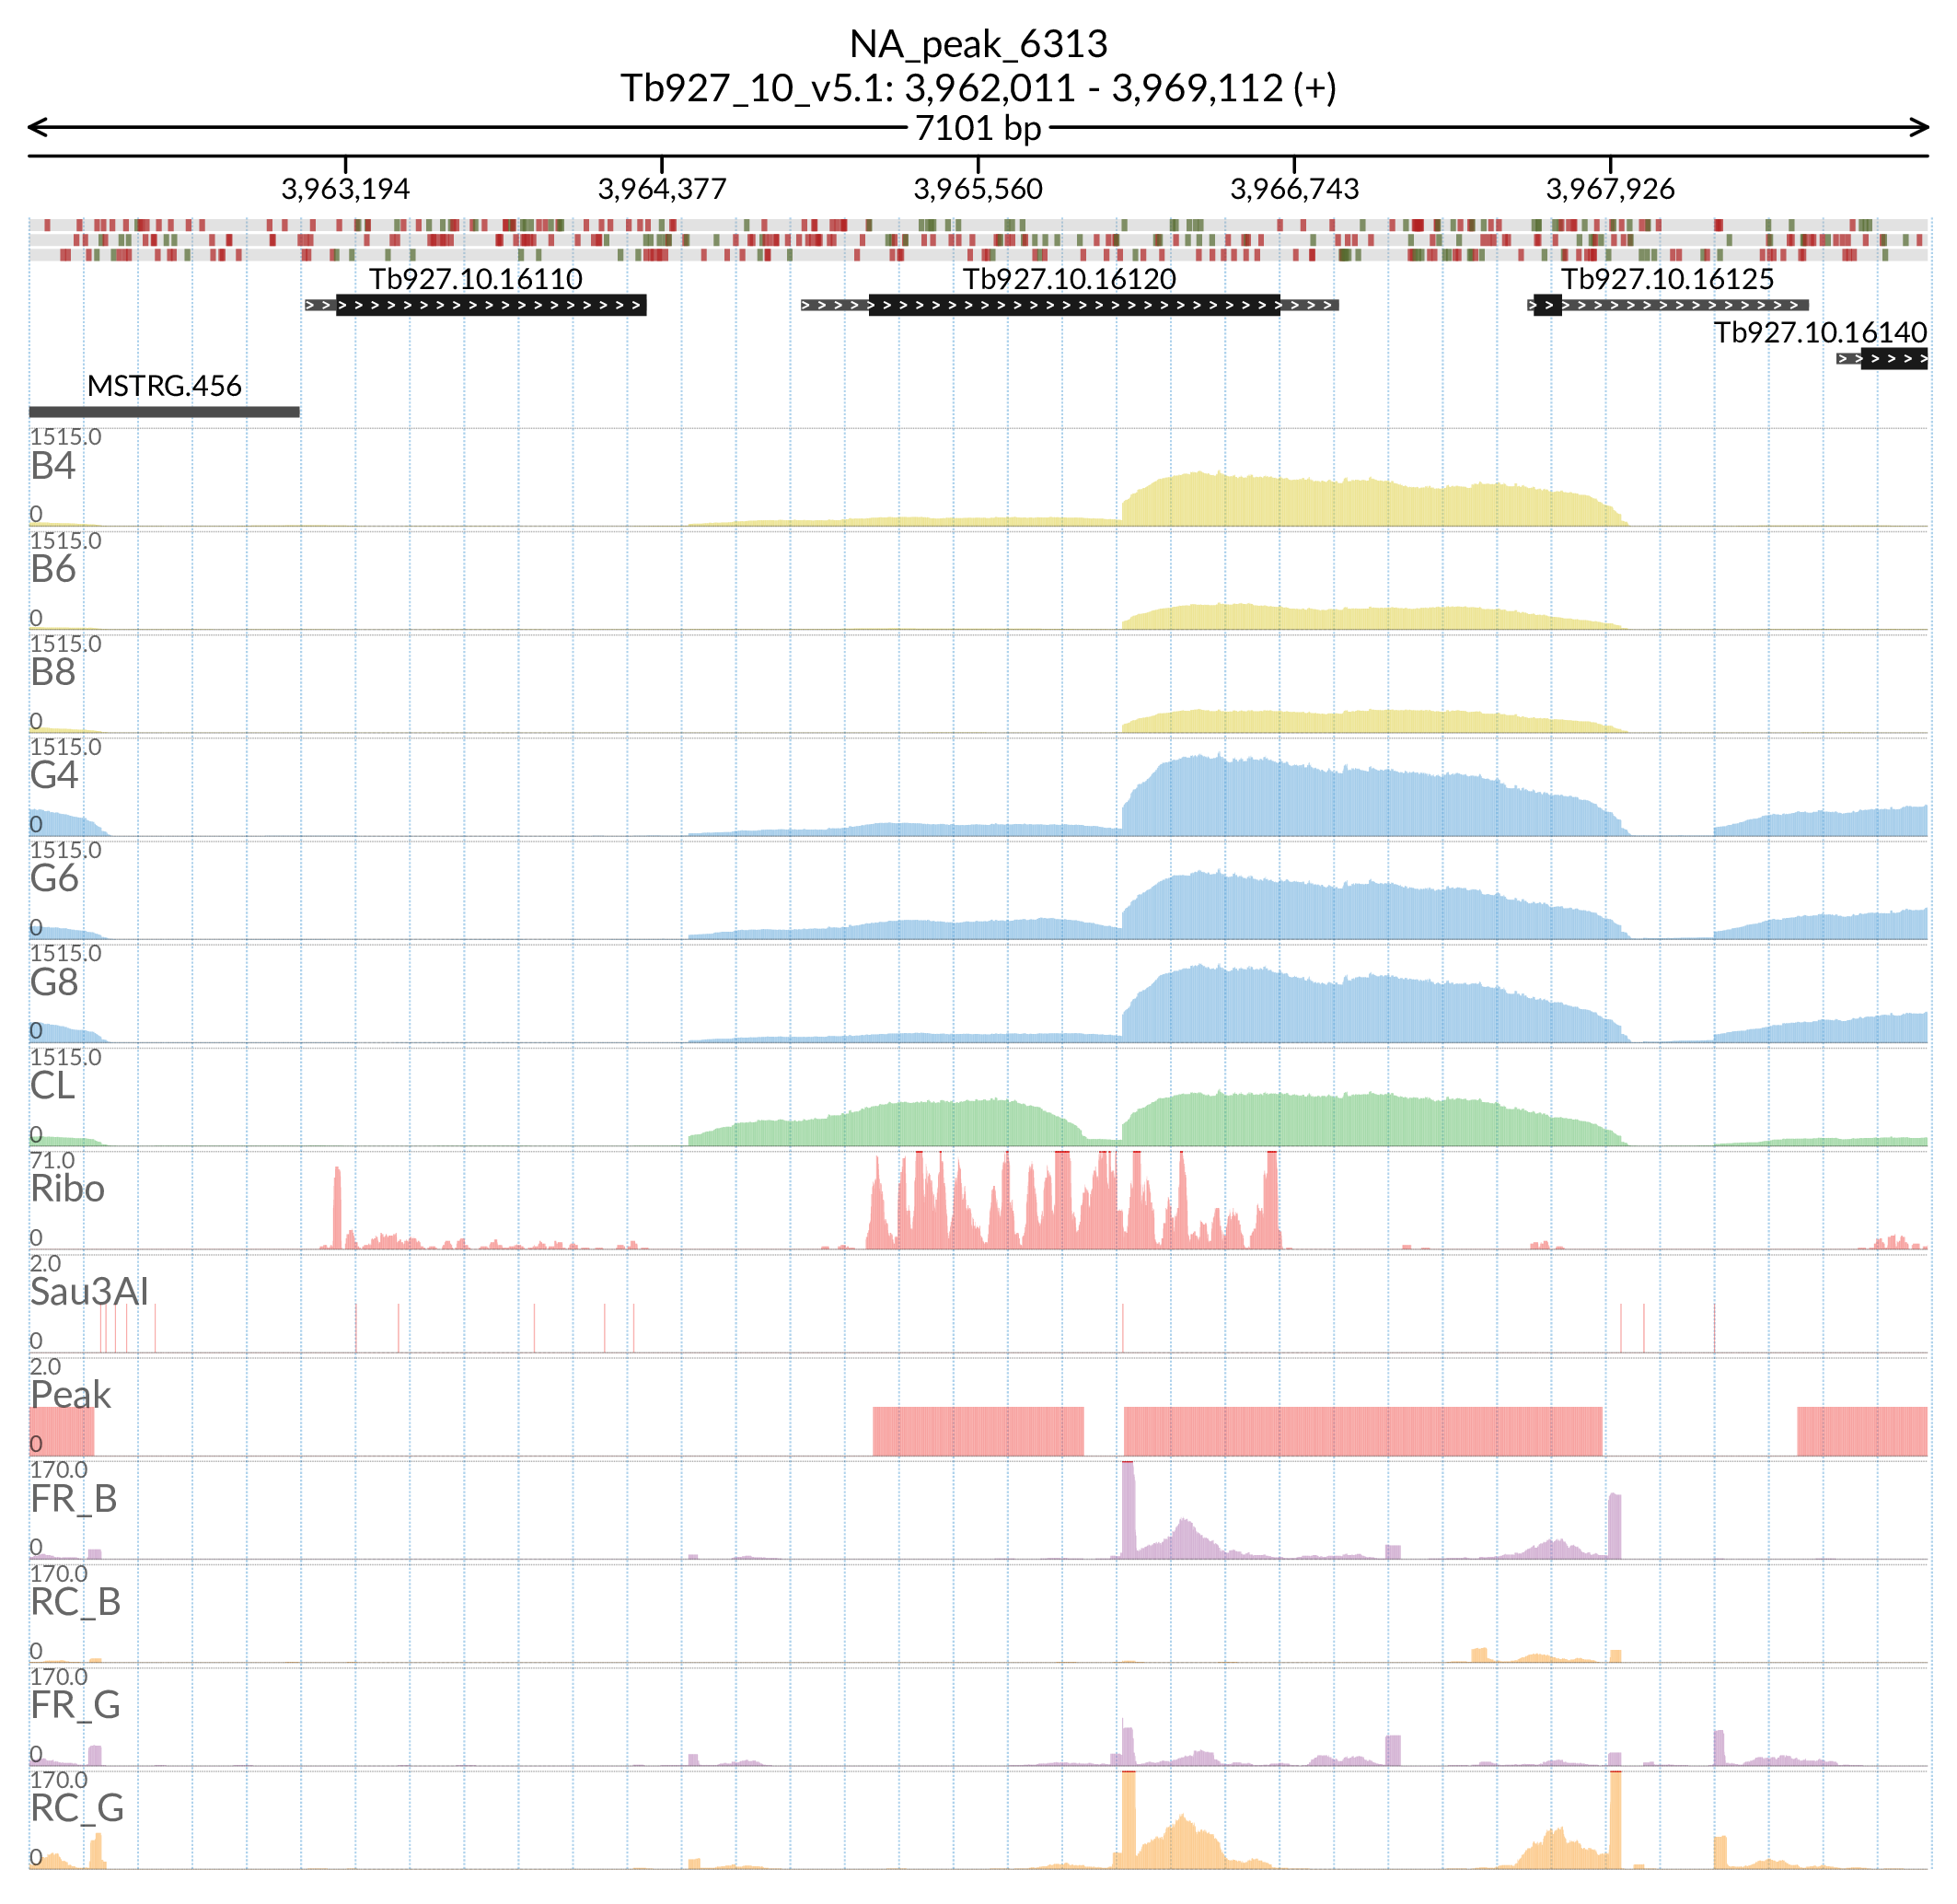 NA_peak_6313
Tb927_10_v5.1: 3,962,011 - 3,969,112 (+)
7101 bp
3,963,194 3,964,377 3,965,560 3,966,743 3,967,926
Tb927.10.16110 Tb927.10.16120 Tb927.10.16125
Tb927.10.16140
MSTRG.456
1515.0
B4
0
1515.0
B6
0
1515.0
B8
0
1515.0
G4
0
1515.0
G6
0
1515.0
G8
0
1515.0
CL
0
71.0
Ribo
0
2.0
Sau3AI
0
2.0
Peak
0
170.0
FR_B
0
170.0
RC_B
0
170.0
FR_G
0
170.0
RC_G
0